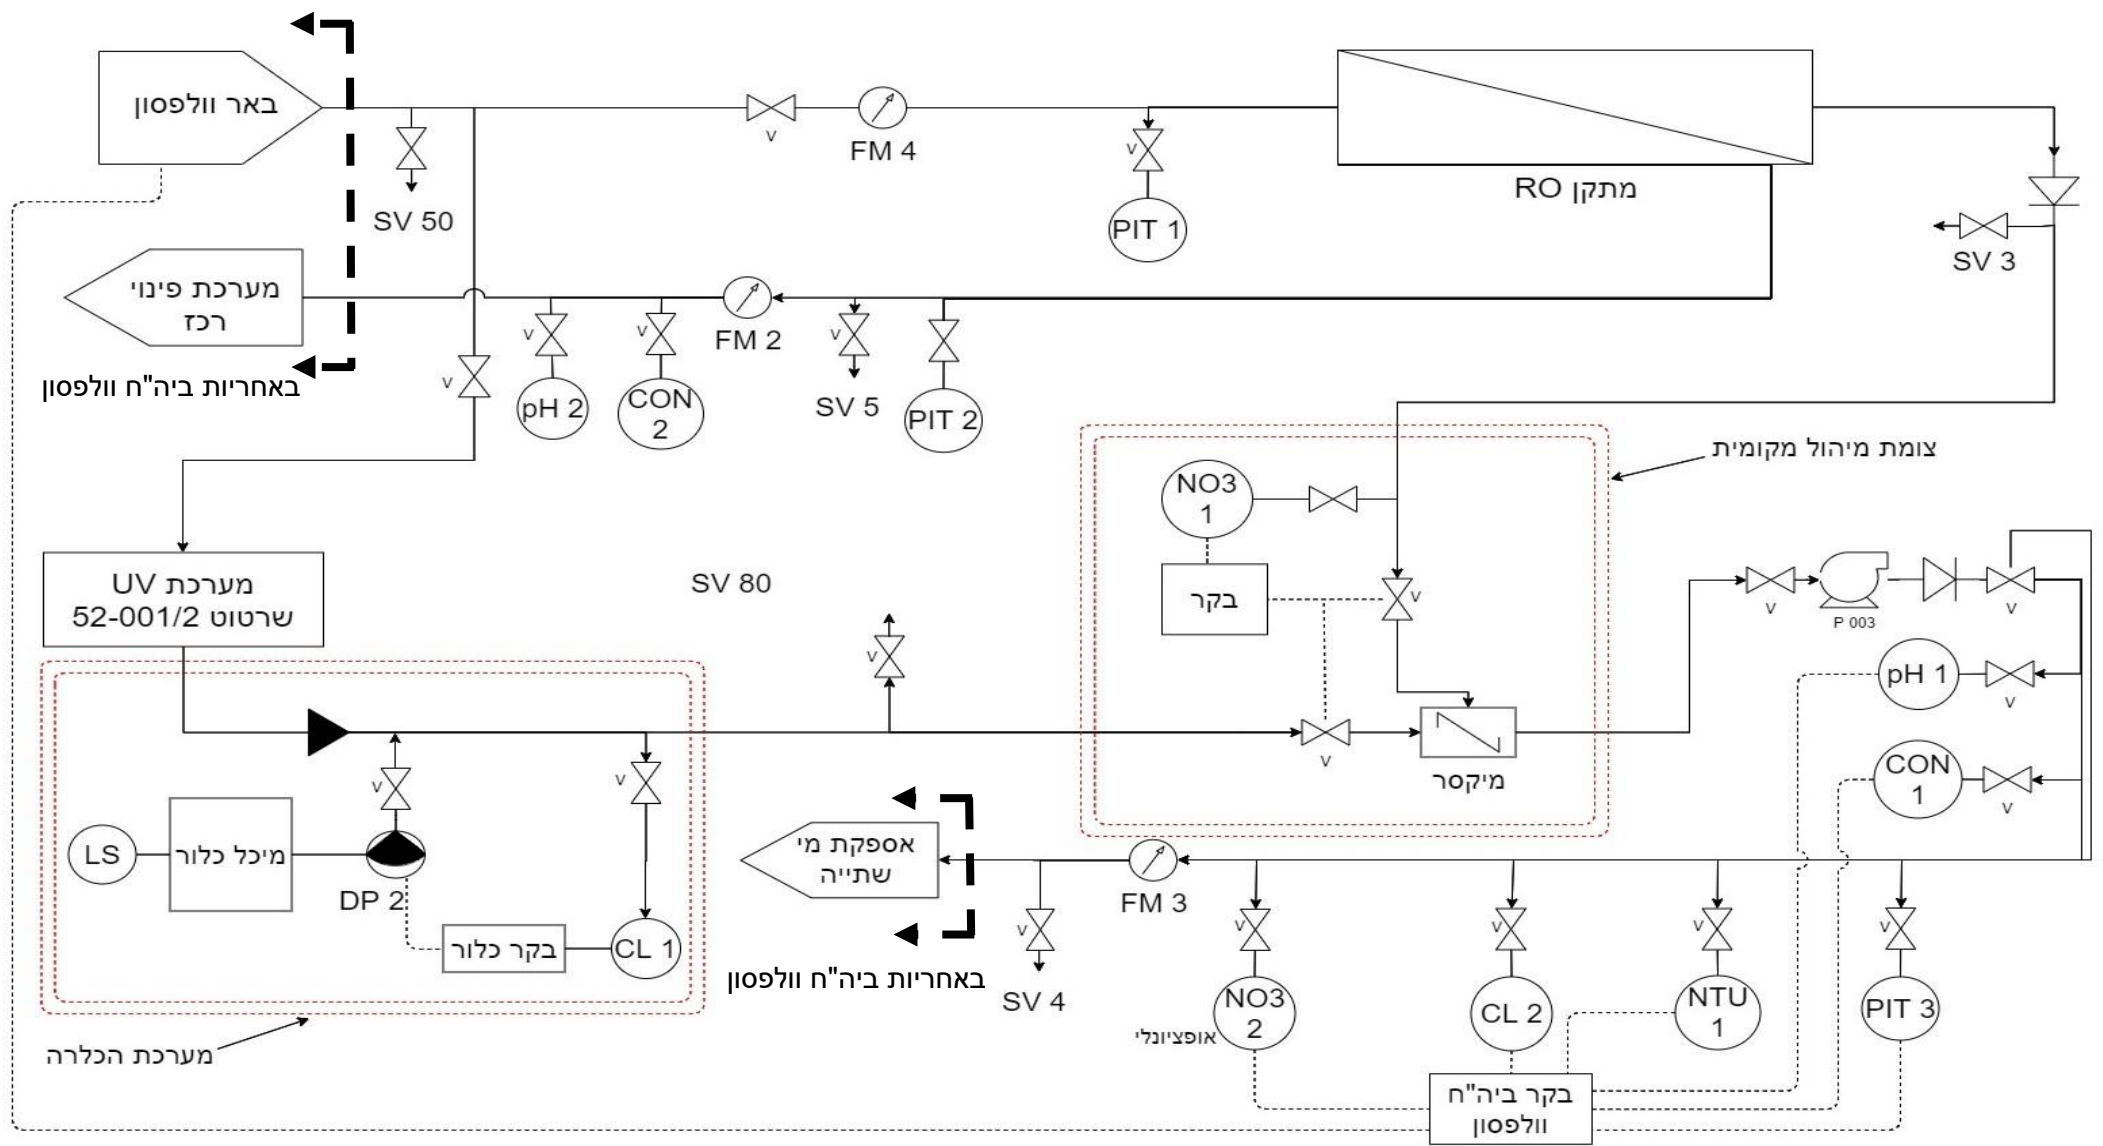 באר וולפסון
v
FM 4
v
PIT 1
מתקן RO
SV 50
SV 3
מערכת פינוי
רכז
באחריות ביה"ח וולפסון
v
v
pH 2
v
CON
2
FM 2
v
SV 5
PIT 2
צומת מיהול מקומית
NO3
1
בקר
v
v
מיקסר
מערכת UV
שרטוט 52-001/2
SV 80
v
v
P 003
v
pH 1
v
CON
1
v
LS
מיכל כלור
v
DP 2
בקר כלור
v
CL 1
מערכת הכלרה
אספקת מי
שתייה
באחריות ביה"ח וולפסון
v
SV 4
FM 3
v
NO3
2
אופציונלי
v
CL 2
v
NTU
1
v
PIT 3
בקר ביה"ח
וולפסון